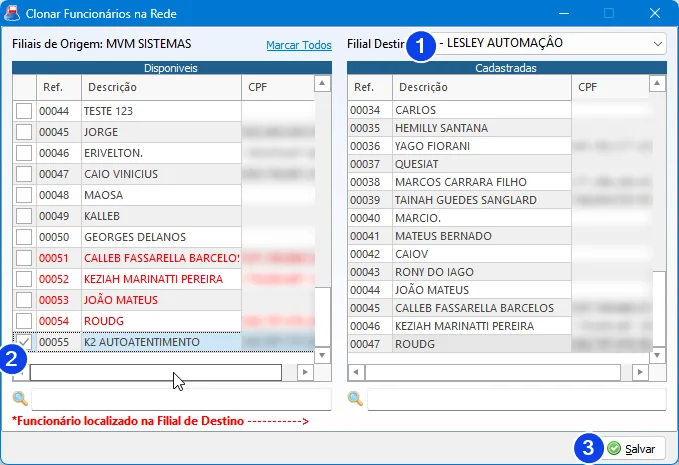 Clonar Funcionários na Rede
Filiais de Origem: MVM SISTEMAS
Marcar Todos
Filial Destir
1
- LESLEY AUTOMAÇÂO
Disponiveis
Ref. Descrição CPF
00044 TESTE 123
00045 JORGE
00046 ERIVELTON.
00047 CAIO VINICIUS
00048 MAOSA
00049 KALLEB
00050 GEORGES DELANOS
00051 CALLEB FASSARELLA BARCELOS
00052 KEZIAH MARINATTI PEREIRA
00053 JOÃO MATEUS
00054 ROUDG
00055 K2 AUTOATENTIMENTO
2
*Funcionário localizado na Filial de Destino ----------->
Cadastradas
Ref. Descrição CPF
00034 CARLOS
00035 HEMILLY SANTANA
00036 YAGO FIORANI
00037 QUESIAT
00038 MARCOS CARRARA FILHO
00039 TAINAH GUEDES SANGLARD
00040 MARCIO.
00041 MATEUS BERNADO
00042 CAIOV
00043 RONY DO IAGO
00044 JOÃO MATEUS
00045 CALLEB FASSARELLA BARCELOS
00046 KEZIAH MARINATTI PEREIRA
00047 ROUDG
3
Salvar